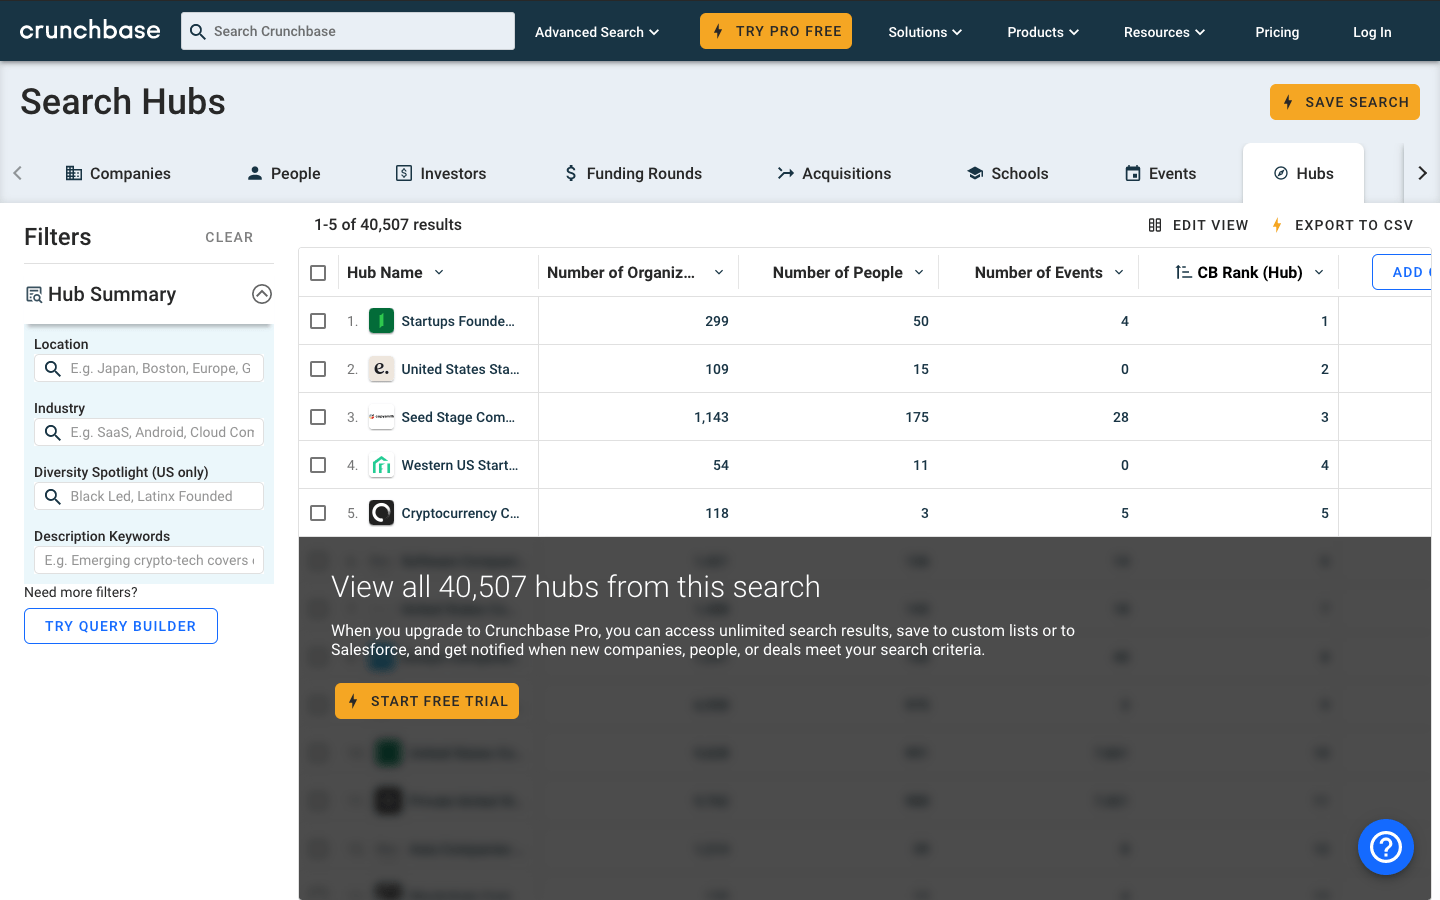 crunchbase
Search Crunchbase
Advanced Search
TRY PRO FREE
Solutions
Products
Resources
Pricing
Log In
Search Hubs
SAVE SEARCH
Companies
People
Investors
Funding Rounds
Acquisitions
Schools
Events
Hubs
Filters
CLEAR
1-5 of 40,507 results
EDIT VIEW
EXPORT TO CSV
Hub Summary
Location
E.g. Japan, Boston, Europe, G
Industry
E.g. SaaS, Android, Cloud Com
Diversity Spotlight (US only)
Black Led, Latinx Founded
Description Keywords
E.g. Emerging crypto-tech covers
Need more filters?
TRY QUERY BUILDER
Hub Name Number of Organiz... Number of People Number of Events CB Rank (Hub) ADD
1. Startups Founde... 299 50 4 1
2. e. United States Sta... 109 15 0 2
3. Seed Stage Com... 1,143 175 28 3
4. Western US Start... 54 11 0 4
5. Cryptocurrency C... 118 3 5 5
View all 40,507 hubs from this search
When you upgrade to Crunchbase Pro, you can access unlimited search results, save to custom lists or to
Salesforce, and get notified when new companies, people, or deals meet your search criteria.
START FREE TRIAL